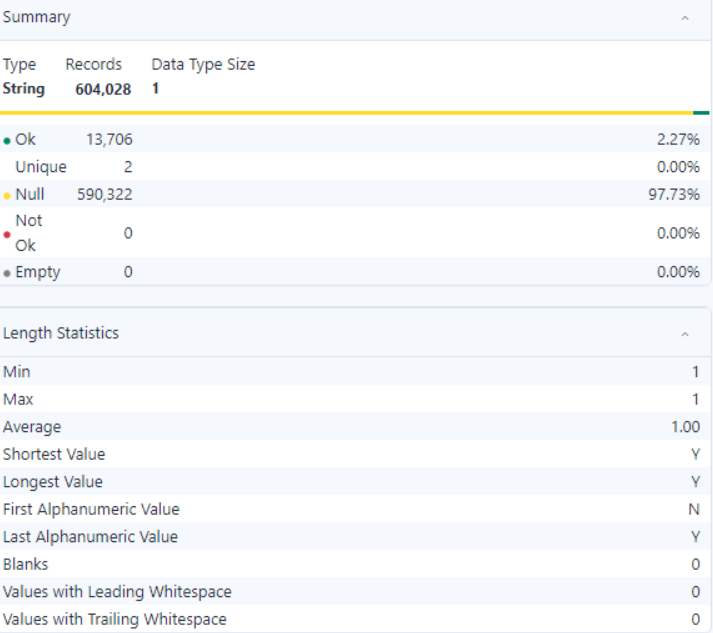 Summary
Type Records Data Type Size
String 604,028 1
Ok 13,706 2.27%
Unique 2 0.00%
Null 590,322 97.73%
Not
Ok 0 0.00%
Empty 0 0.00%
Length Statistics
Min 1
Max 1
Average 1.00
Shortest Value Y
Longest Value Y
First Alphanumeric Value N
Last Alphanumeric Value Y
Blanks 0
Values with Leading Whitespace 0
Values with Trailing Whitespace 0